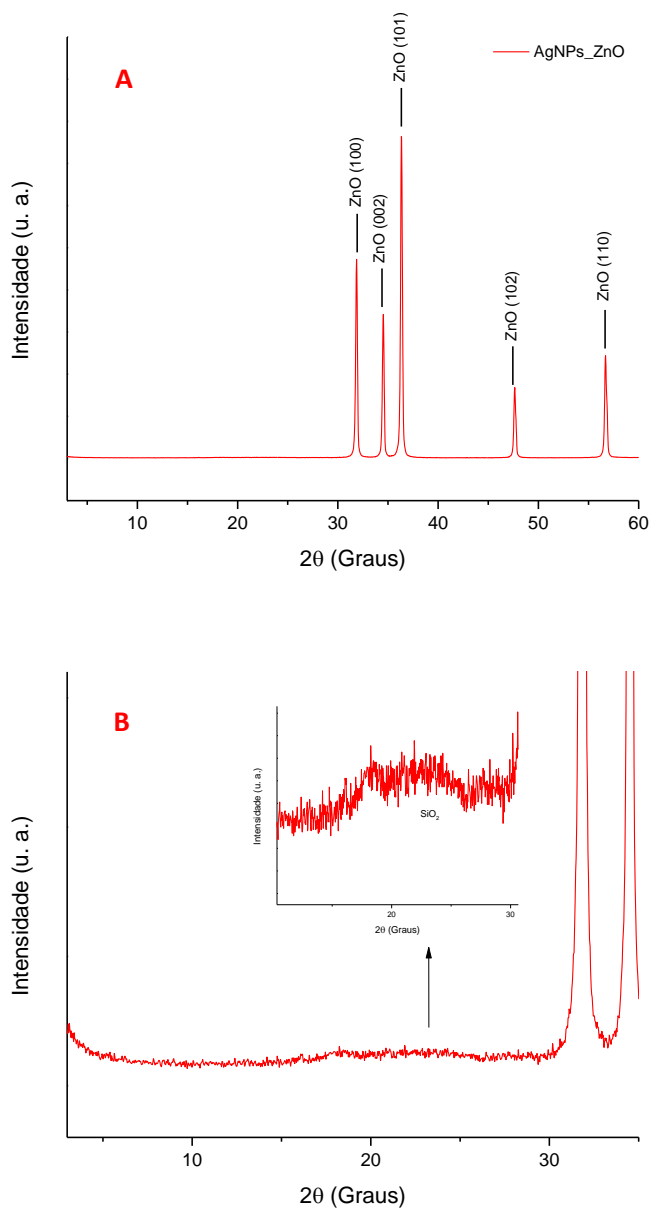 A
AgNPs_ZnO
ZnO (100)
ZnO (002)
ZnO (101)
ZnO (102)
ZnO (110)
Intensidade (u. a.)
10 20 30 40 50 60
2θ (Graus)
B
Intensidade (u. a.)
SiO2
20 30
2θ (Graus)
Intensidade (u. a.)
10 20 30
2θ (Graus)